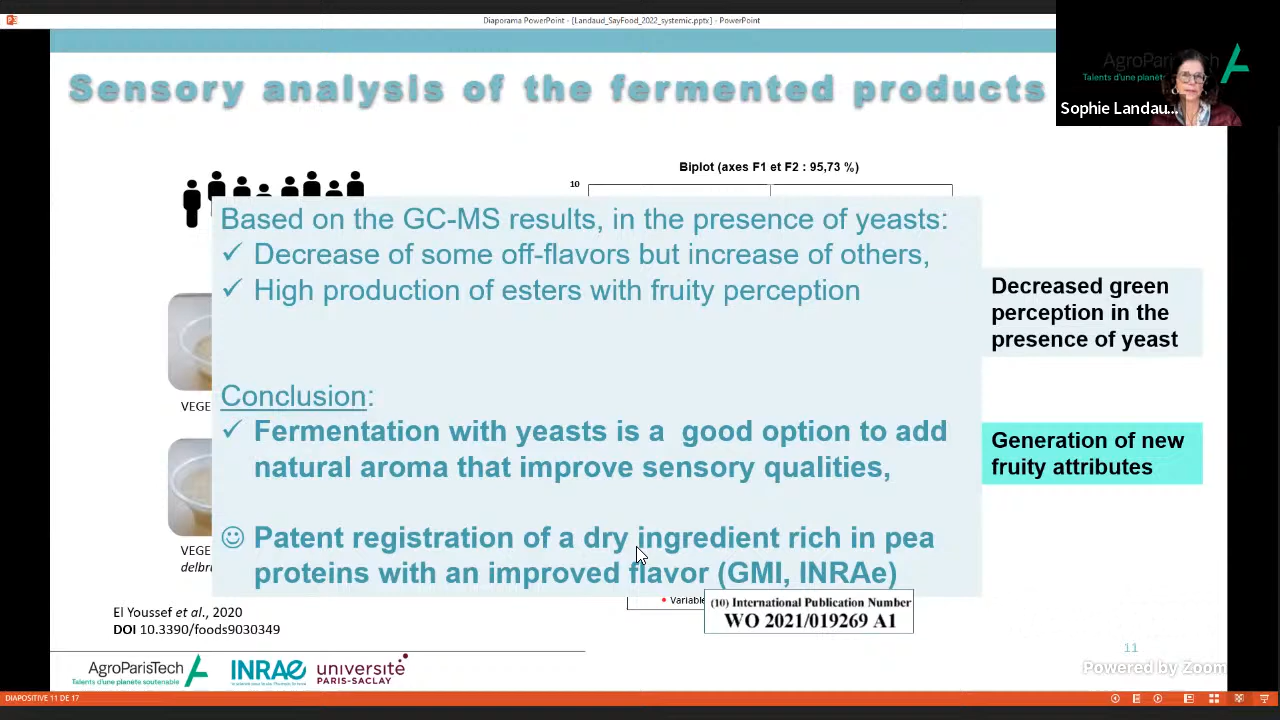 Diaporama PowerPoint - [Landaud_SayFood_2022_systemic.pptx] - PowerPoint
AgroParisTech
Talents d'une planèt
Sophie Landau...
Sensory analysis of the fermented products
Biplot (axes F1 et F2 : 95,73 %)
10
Based on the GC-MS results, in the presence of yeasts:
✓ Decrease of some off-flavors but increase of others,
✓ High production of esters with fruity perception
Conclusion:
✓ Fermentation with yeasts is a good option to add
natural aroma that improve sensory qualities,
☺ Patent registration of a dry ingredient rich in pea
proteins with an improved flavor (GMI, INRAe)
Decreased green
perception in the
presence of yeast
Generation of new
fruity attributes
VEGE
VEGE
delbr
Variable
(10) International Publication Number
WO 2021/019269 A1
El Youssef et al., 2020
DOI 10.3390/foods9030349
11
Powered by Zoom
AgroParisTech
Talents d'une planète soutenable
INRAE
université
PARIS-SACLAY
DIAPOSITIVE 11 DE 17